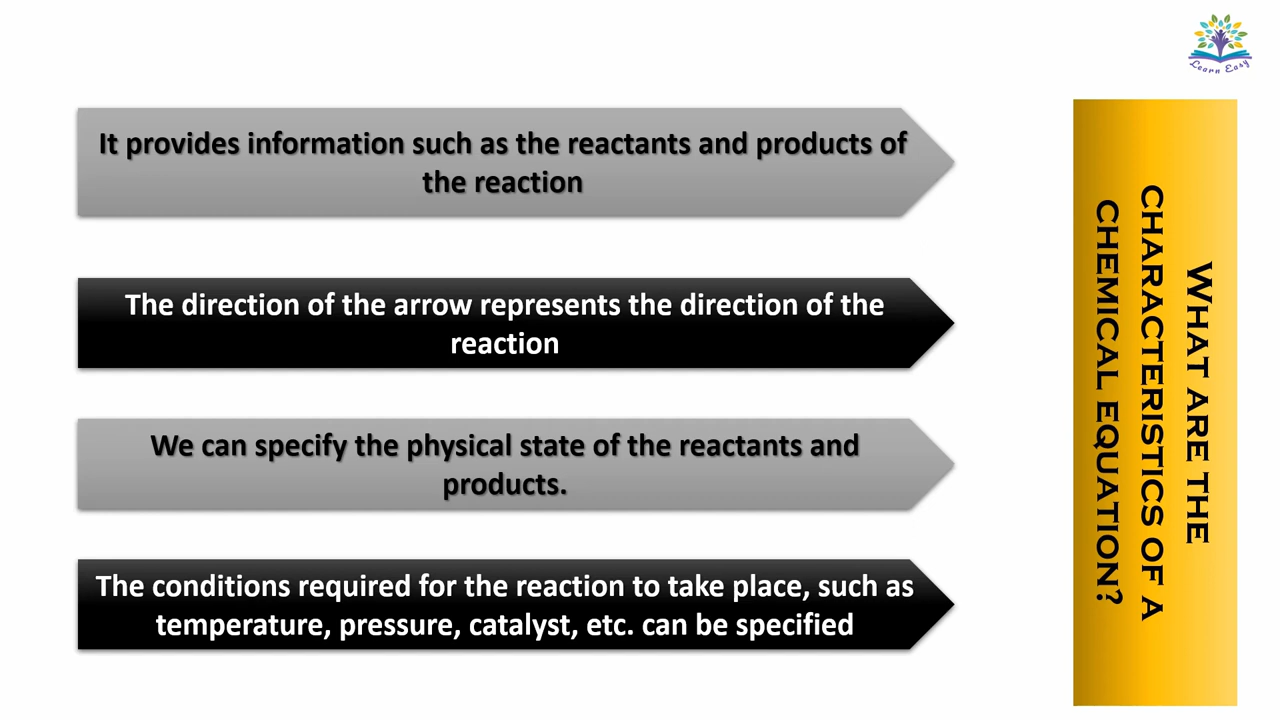 Learn Easy
It provides information such as the reactants and products of
the reaction
The direction of the arrow represents the direction of the
reaction
We can specify the physical state of the reactants and
products.
The conditions required for the reaction to take place, such as
temperature, pressure, catalyst, etc. can be specified
WHAT ARE THE
CHARACTERISTICS OF A
CHEMICAL EQUATION?